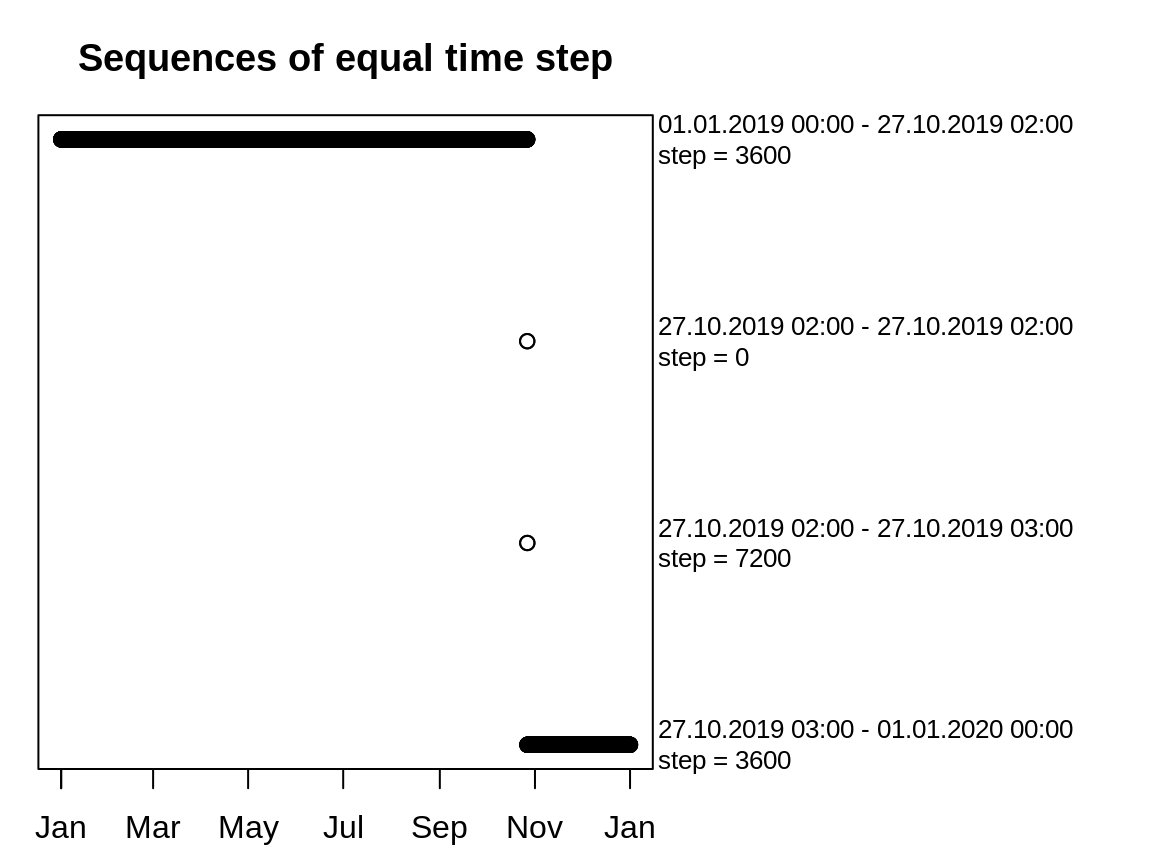 Sequences of equal time step
01.01.2019 00:00 - 27.10.2019 02:00
step = 3600
27.10.2019 02:00 - 27.10.2019 02:00
step = 0
27.10.2019 02:00 - 27.10.2019 03:00
step = 7200
27.10.2019 03:00 - 01.01.2020 00:00
step = 3600
Jan Mar May Jul Sep Nov Jan